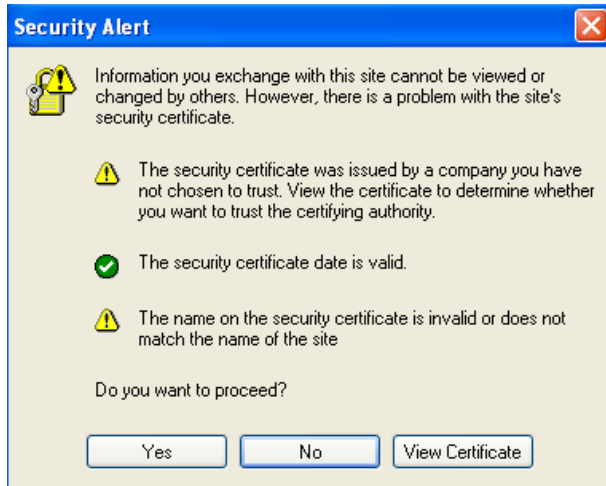 Security Alert
Information you exchange with this site cannot be viewed or
changed by others. However, there is a problem with the site's
security certificate.
The security certificate was issued by a company you have
not chosen to trust. View the certificate to determine whether
you want to trust the certifying authority.
The security certificate date is valid.
The name on the security certificate is invalid or does not
match the name of the site
Do you want to proceed?
Yes
No
View Certificate